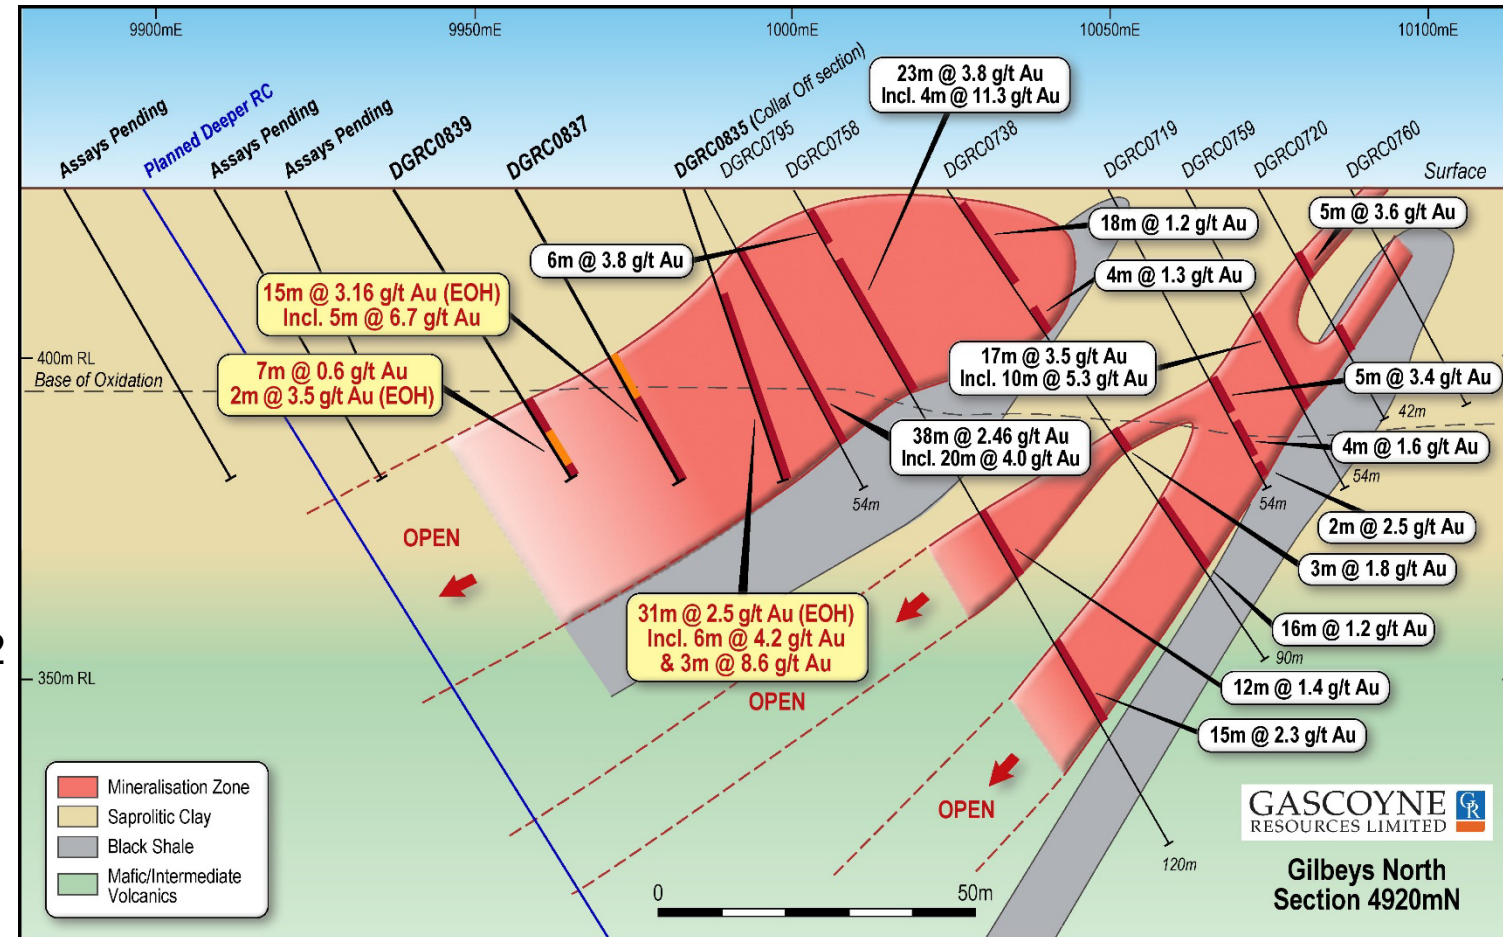 9900mE
9950mE
1000mE
10050mE
10100mE
Assays Pending
Planned Deeper RC
Assays Pending
Assays Pending
DGRC0839
DGRC0837
DGRC0835 (Collar Off section)
DGRC0795
DGRC0758
DGRC0738
DGRC0719
DGRC0759
DGRC0720
DGRC0760
Surface
23m @ 3.8 g/t Au
Incl. 4m @ 11.3 g/t Au
6m @ 3.8 g/t Au
18m @ 1.2 g/t Au
5m @ 3.6 g/t Au
4m @ 1.3 g/t Au
15m @ 3.16 g/t Au (EOH)
Incl. 5m @ 6.7 g/t Au
400m RL
Base of Oxidation
7m @ 0.6 g/t Au
2m @ 3.5 g/t Au (EOH)
17m @ 3.5 g/t Au
Incl. 10m @ 5.3 g/t Au
5m @ 3.4 g/t Au
42m
38m @ 2.46 g/t Au
Incl. 20m @ 4.0 g/t Au
4m @ 1.6 g/t Au
54m
54m
54m
2m @ 2.5 g/t Au
OPEN
3m @ 1.8 g/t Au
31m @ 2.5 g/t Au (EOH)
Incl. 6m @ 4.2 g/t Au
& 3m @ 8.6 g/t Au
16m @ 1.2 g/t Au
2
350m RL
90m
12m @ 1.4 g/t Au
OPEN
15m @ 2.3 g/t Au
OPEN
120m
Mineralisation Zone
Saprolitic Clay
Black Shale
Mafic/Intermediate
Volcanics
0
50m
GASCOYNE
RESOURCES LIMITED
GR
Gilbeys North
Section 4920mN